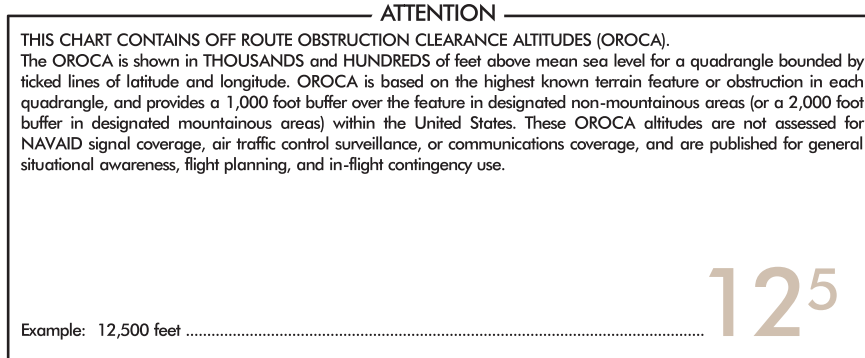 ATTENTION
THIS CHART CONTAINS OFF ROUTE OBSTRUCTION CLEARANCE ALTITUDES (OROCA).
The OROCA is shown in THOUSANDS and HUNDREDS of feet above mean sea level for a quadrangle bounded by
ticked lines of latitude and longitude. OROCA is based on the highest known terrain feature or obstruction in each
quadrangle, and provides a 1,000 foot buffer over the feature in designated non-mountainous areas (or a 2,000 foot
buffer in designated mountainous areas) within the United States. These OROCA altitudes are not assessed for
NAVAID signal coverage, air traffic control surveillance, or communications coverage, and are published for general
situational awareness, flight planning, and in-flight contingency use.
Example: 12,500 feet ........................................................................................................ 12⁵